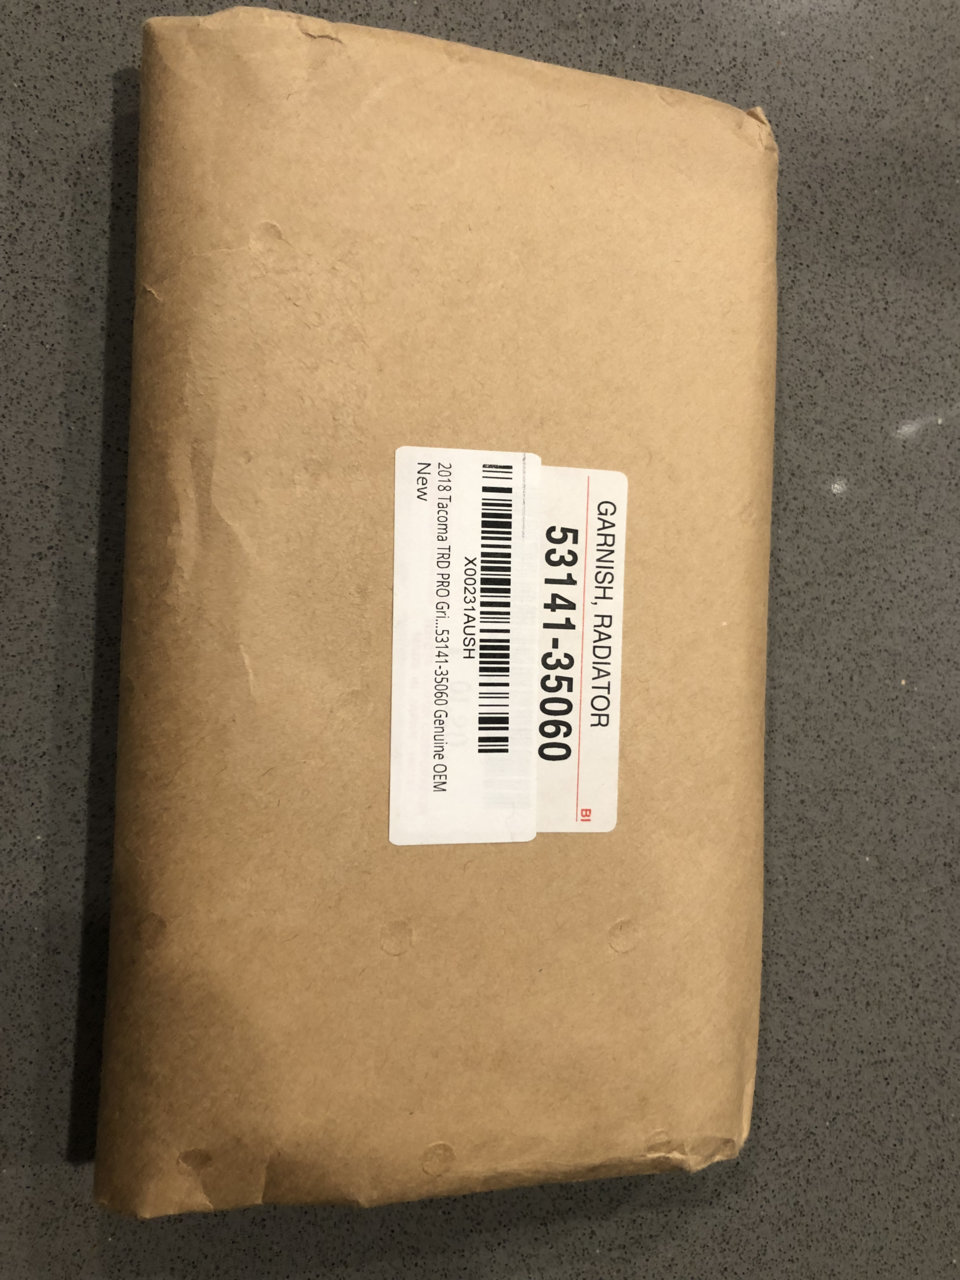 GARNISH, RADIATOR
BI
53141-35060
X00231AUSH
2018 Tacoma TRD PRO Gri...53141-35060 Genuine OEM
New